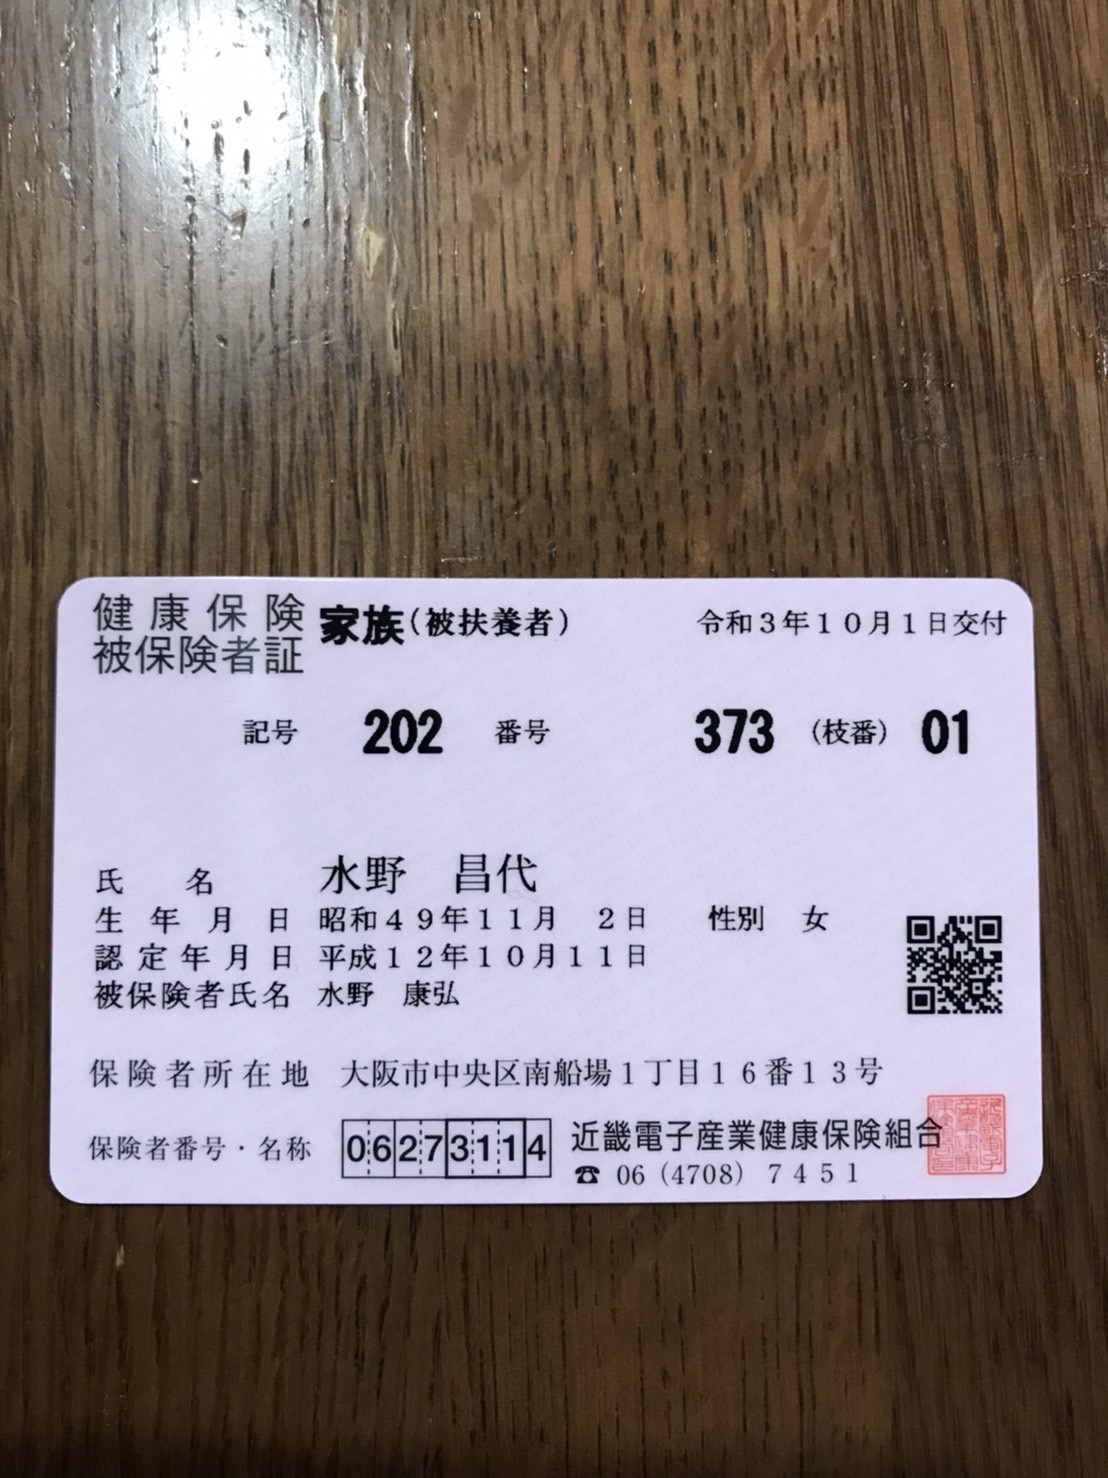 健康保険 家族(被扶養者) 令和3年10月1日交付
被保険者証
記号 202 番号 373 (枝番) 01
氏名 水野 昌代
生年月日 昭和49年11月 2日 性別 女
認定年月日 平成12年10月11日
被保険者氏名 水野 康弘
保険者所在地 大阪市中央区南船場1丁目16番13号
保険者番号・名称 06273114 近畿電子産業健康保険組合
☎ 06 (4708) 7451